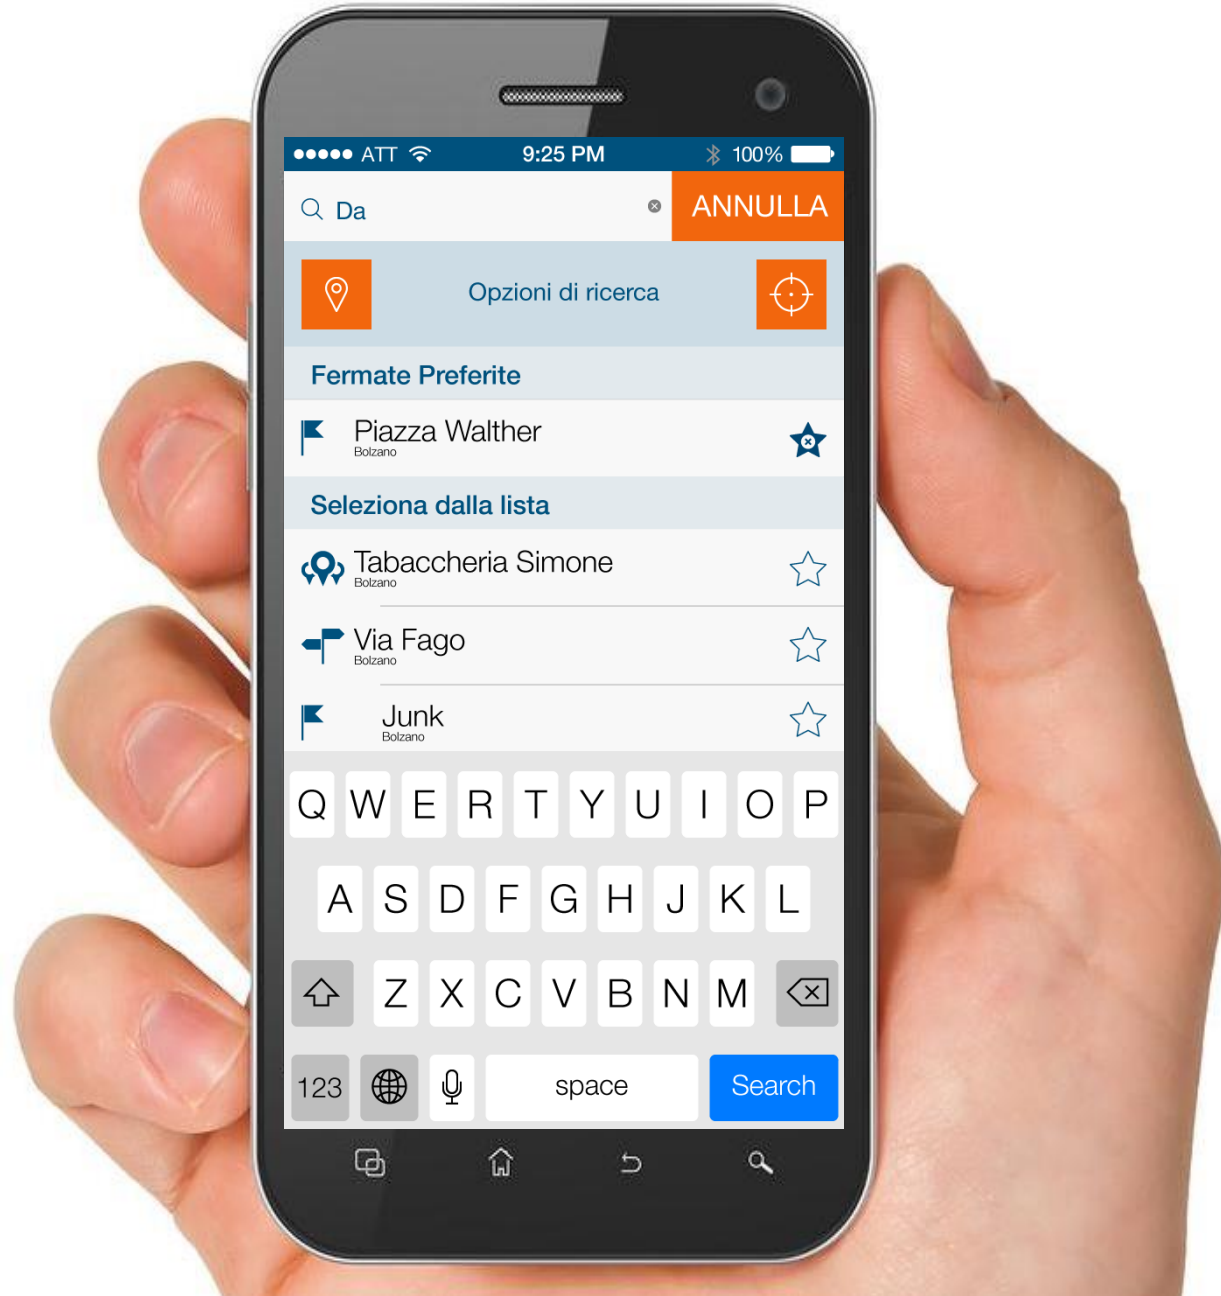 ATT 9:25 PM 100%
Da ANNULLA
Opzioni di ricerca
Fermate Preferite
Piazza Walther
Bolzano
Seleziona dalla lista
Tabaccheria Simone
Bolzano
Via Fago
Bolzano
Junk
Bolzano
Q W E R T Y U I O P
A S D F G H J K L
Z X C V B N M
123 space Search